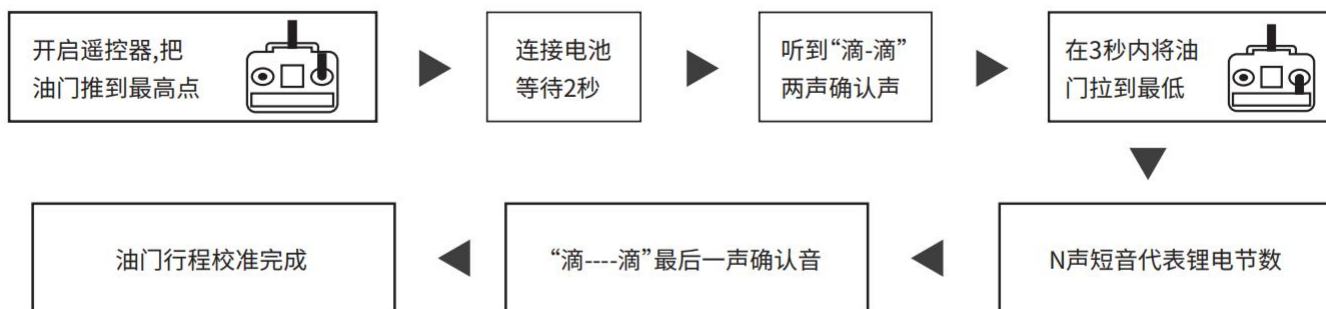 开启遥控器,把
油门推到最高点
连接电池
等待2秒
听到“滴-滴”
两声确认声
在3秒内将油
门拉到最低
N声短音代表锂电节数
“滴----滴”最后一声确认音
油门行程校准完成